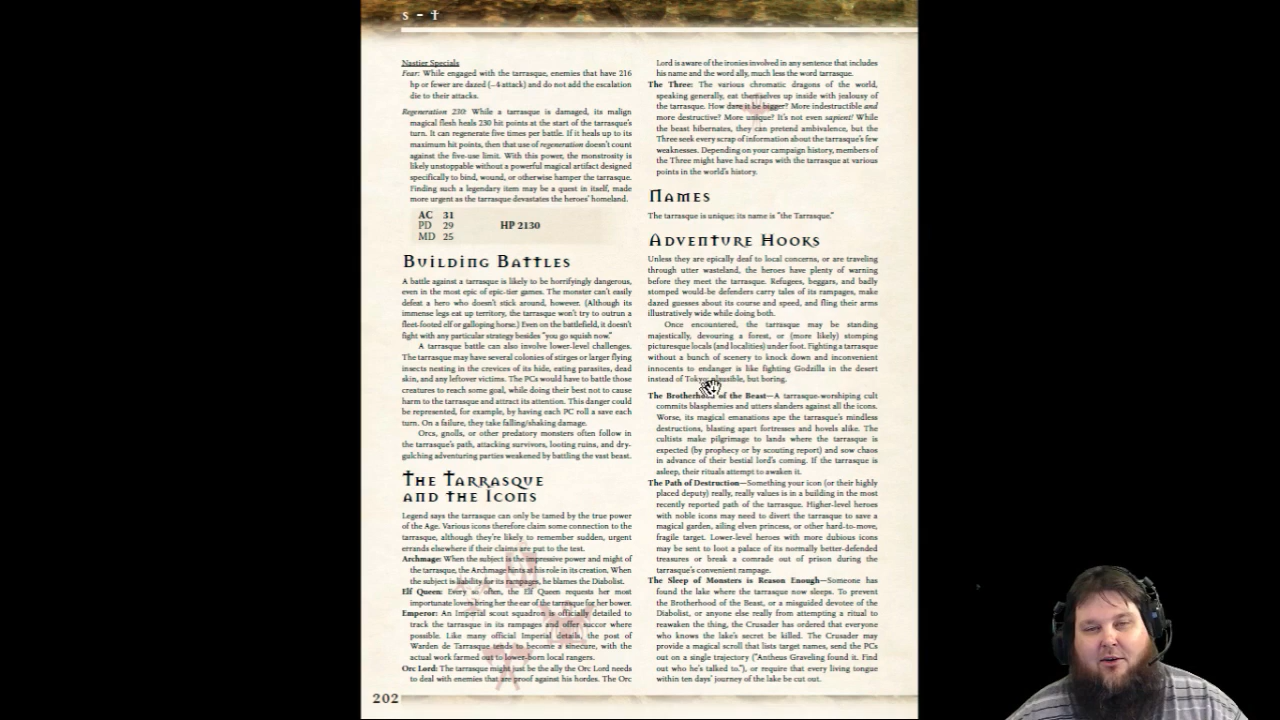 s - t
Nastier Specials
Fear: While engaged with the tarrasque, enemies that have 216
hp or fewer are dazed (–4 attack) and do not add the escalation
die to their attacks.
Regeneration 230: While a tarrasque is damaged, its malign
magical flesh heals 230 hit points at the start of the tarrasque's
turn. It can regenerate five times per battle. If it heals up to its
maximum hit points, then that use of regeneration doesn't count
against the five-use limit. With this power, the monstrosity is
likely unstoppable without a powerful magical artifact designed
specifically to bind, wound, or otherwise hamper the tarrasque.
Finding such a legendary item may be a quest in itself, made
more urgent as the tarrasque devastates the heroes' homeland.
AC 31
PD 29 HP 2130
MD 25
Building Battles
A battle against a tarrasque is likely to be horrifyingly dangerous,
even in the most epic of epic-tier games. The monster can't easily
defeat a hero who doesn't stick around, however. (Although its
immense legs eat up territory, the tarrasque won't try to outrun a
fleet-footed elf or galloping horse.) Even on the battlefield, it doesn't
fight with any particular strategy besides "you go squish now."
A tarrasque battle can also involve lower-level challenges.
The tarrasque may have several colonies of stirges or larger flying
insects nesting in the crevices of its hide, eating parasites, dead
skin, and any leftover victims. The PCs would have to battle those
creatures to reach some goal, while doing their best not to cause
harm to the tarrasque and attract its attention. This danger could
be represented, for example, by having each PC roll a save each
turn. On a failure, they take falling/shaking damage.
Orcs, gnolls, or other predatory monsters often follow in
the tarrasque's path, attacking survivors, looting ruins, and dry-
gulching adventuring parties weakened by battling the vast beast.
The Tarrasque
and the Icons
Legend says the tarrasque can only be tamed by the true power
of the Age. Various icons therefore claim some connection to the
tarrasque, although they're likely to remember sudden, urgent
errands elsewhere if their claims are put to the test.
Archmage: When the subject is the impressive power and might of
the tarrasque, the Archmage hints at his role in its creation. When
the subject is liability for its rampages, he blames the Diabolist.
Elf Queen: Every so often, the Elf Queen requests her most
importunate lovers bring her the ear of the tarrasque for her bower.
Emperor: An Imperial scout squadron is officially detailed to
track the tarrasque in its rampages and offer succor where
possible. Like many official Imperial details, the post of
Warden de Tarrasque tends to become a sinecure, with the
actual work farmed out to lower-born local rangers.
Orc Lord: The tarrasque might just be the ally the Orc Lord needs
to deal with enemies that are proof against his hordes. The Orc
202
Lord is aware of the ironies involved in any sentence that includes
his name and the word ally, much less the word tarrasque.
The Three: The various chromatic dragons of the world,
speaking generally, eat themselves up inside with jealousy of
the tarrasque. How dare it be bigger? More indestructible and
more destructive? More unique? It's not even sapient! While
the beast hibernates, they can pretend ambivalence, but the
Three seek every scrap of information about the tarrasque's few
weaknesses. Depending on your campaign history, members of
the Three might have had scraps with the tarrasque at various
points in the world's history.
Names
The tarrasque is unique; its name is "the Tarrasque."
Adventure Hooks
Unless they are epically deaf to local concerns, or are traveling
through utter wasteland, the heroes have plenty of warning
before they meet the tarrasque. Refugees, beggars, and badly
stomped would-be defenders carry tales of its rampages, make
dazed guesses about its course and speed, and fling their arms
illustratively wide while doing both.
Once encountered, the tarrasque may be standing
majestically, devouring a forest, or (more likely) stomping
picturesque locals (and localities) under foot. Fighting a tarrasque
without a bunch of scenery to knock down and inconvenient
innocents to endanger is like fighting Godzilla in the desert
instead of Tokyo: plausible, but boring.
The Brotherhood of the Beast—A tarrasque-worshiping cult
commits blasphemies and utters slanders against all the icons.
Worse, its magical emanations ape the tarrasque's mindless
destructions, blasting apart fortresses and hovels alike. The
cultists make pilgrimage to lands where the tarrasque is
expected (by prophecy or by scouting report) and sow chaos
in advance of their bestial lord's coming. If the tarrasque is
asleep, their rituals attempt to awaken it.
The Path of Destruction—Something your icon (or their highly
placed deputy) really, really values is in a building in the most
recently reported path of the tarrasque. Higher-level heroes
with noble icons may need to divert the tarrasque to save a
magical garden, ailing elven princess, or other hard-to-move,
fragile target. Lower-level heroes with more dubious icons
may be sent to loot a palace of its normally better-defended
treasures or break a comrade out of prison during the
tarrasque's convenient rampage.
The Sleep of Monsters is Reason Enough—Someone has
found the lake where the tarrasque now sleeps. To prevent
the Brotherhood of the Beast, or a misguided devotee of the
Diabolist, or anyone else really from attempting a ritual to
reawaken the thing, the Crusader has ordered that everyone
who knows the lake's secret be killed. The Crusader may
provide a magical scroll that lists target names, send the PCs
out on a single trajectory ("Antheus Graveling found it. Find
out who he's talked to."), or require that every living tongue
within ten days' journey of the lake be cut out.